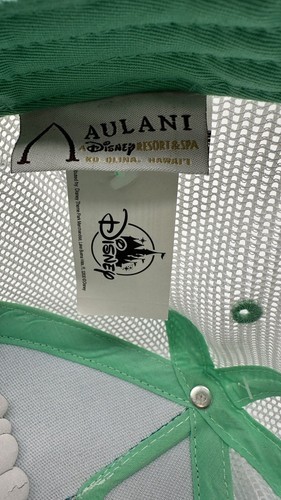 AULANI
A Disney RESORT & SPA
KO OLINA, HAWAI'I
Disney